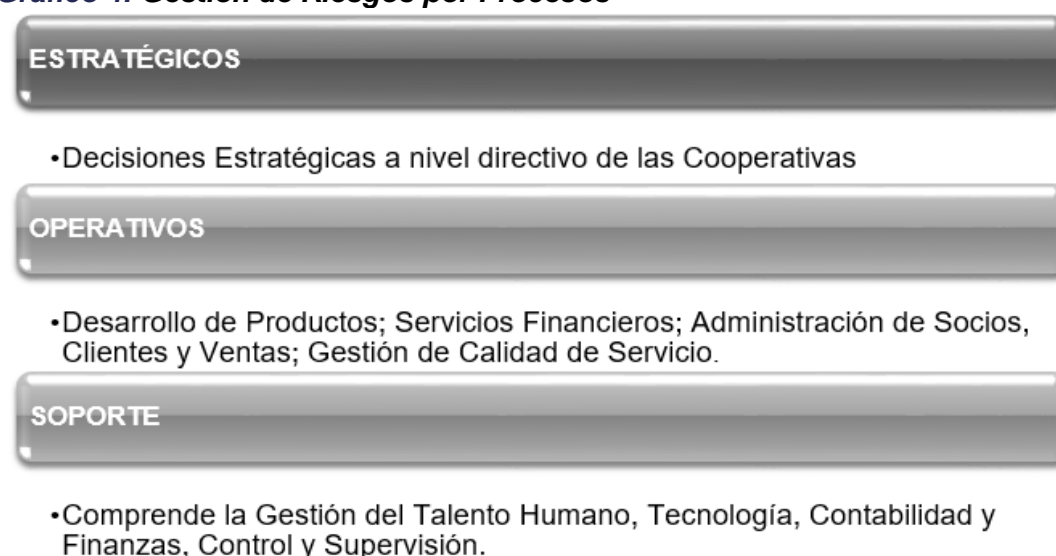 Gestión de Riesgos por Procesos
ESTRATÉGICOS
•Decisiones Estratégicas a nivel directivo de las Cooperativas
OPERATIVOS
•Desarrollo de Productos; Servicios Financieros; Administración de Socios,
Clientes y Ventas; Gestión de Calidad de Servicio.
SOPORTE
•Comprende la Gestión del Talento Humano, Tecnología, Contabilidad y
Finanzas, Control y Supervisión.